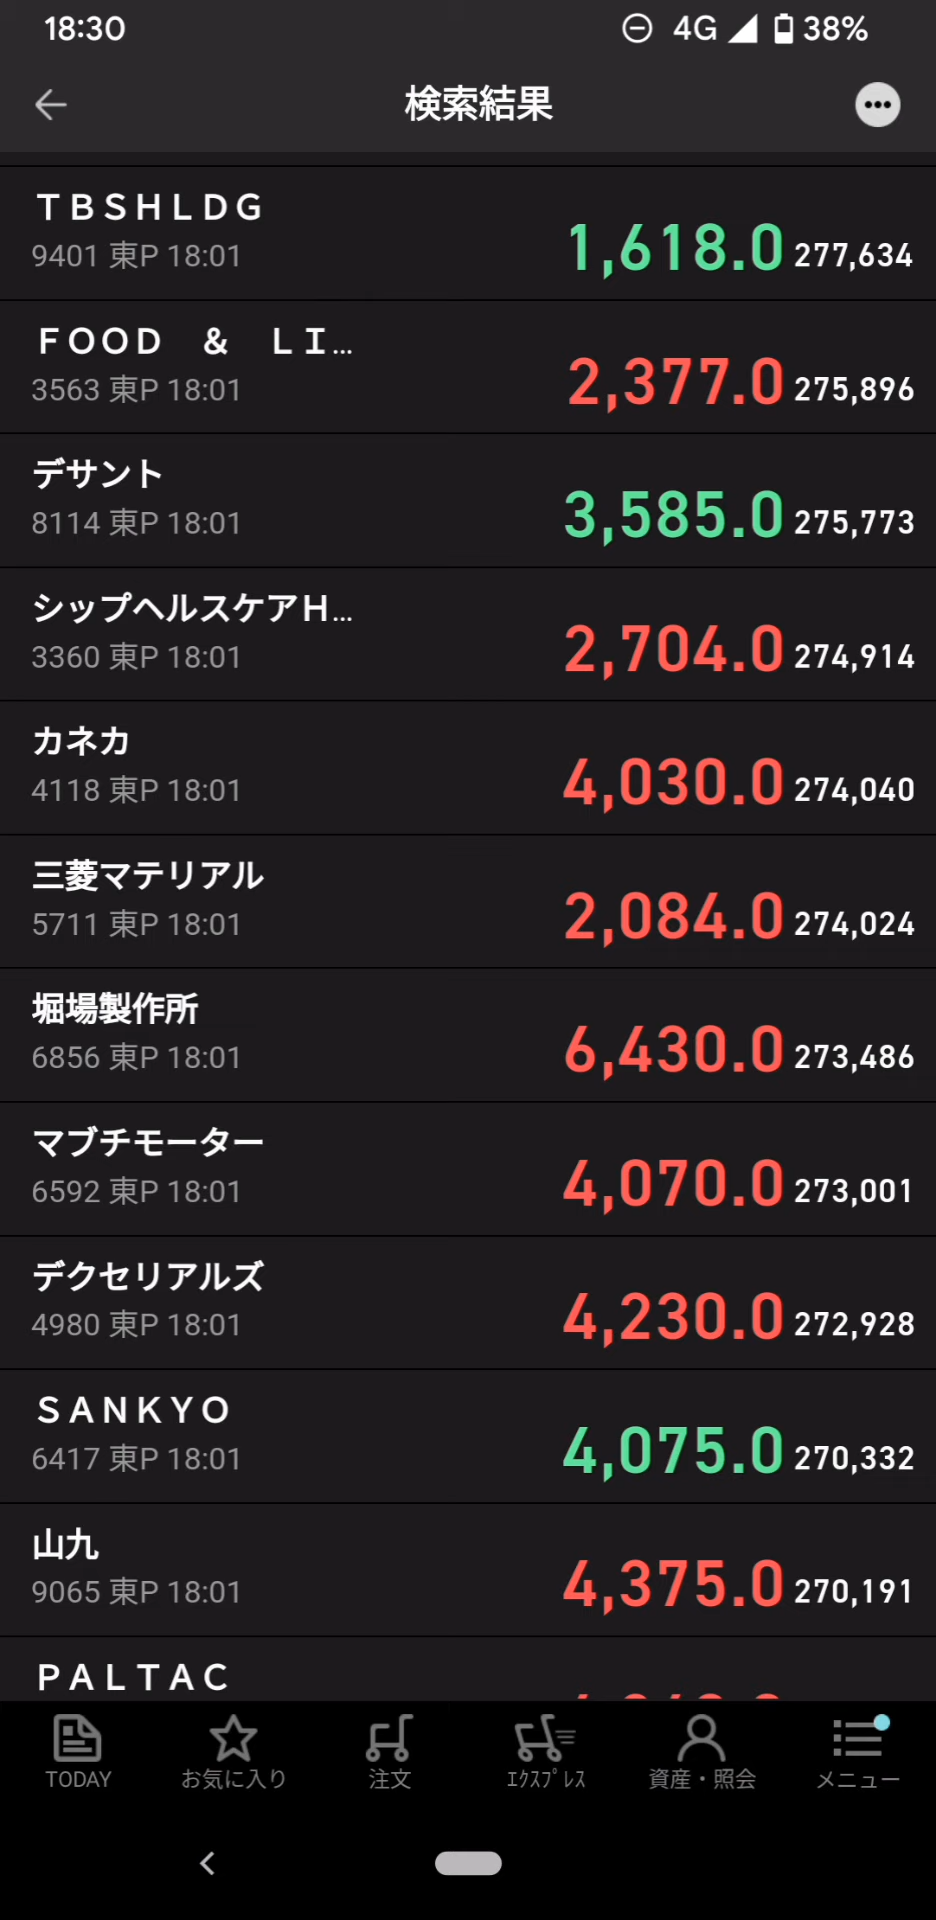 18:30 4G 38%
検索結果
ＴＢＳＨＬＤＧ
9401 東P 18:01 1,618.0 277,634
ＦＯＯＤ　＆　ＬＩ...
3563 東P 18:01 2,377.0 275,896
デサント
8114 東P 18:01 3,585.0 275,773
シップヘルスケアＨ...
3360 東P 18:01 2,704.0 274,914
カネカ
4118 東P 18:01 4,030.0 274,040
三菱マテリアル
5711 東P 18:01 2,084.0 274,024
堀場製作所
6856 東P 18:01 6,430.0 273,486
マブチモーター
6592 東P 18:01 4,070.0 273,001
デクセリアルズ
4980 東P 18:01 4,230.0 272,928
ＳＡＮＫＹＯ
6417 東P 18:01 4,075.0 270,332
山九
9065 東P 18:01 4,375.0 270,191
ＰＡＬＴＡＣ
TODAY お気に入り 注文 ｴｸｽﾌﾟﾚｽ 資産・照会 メニュー